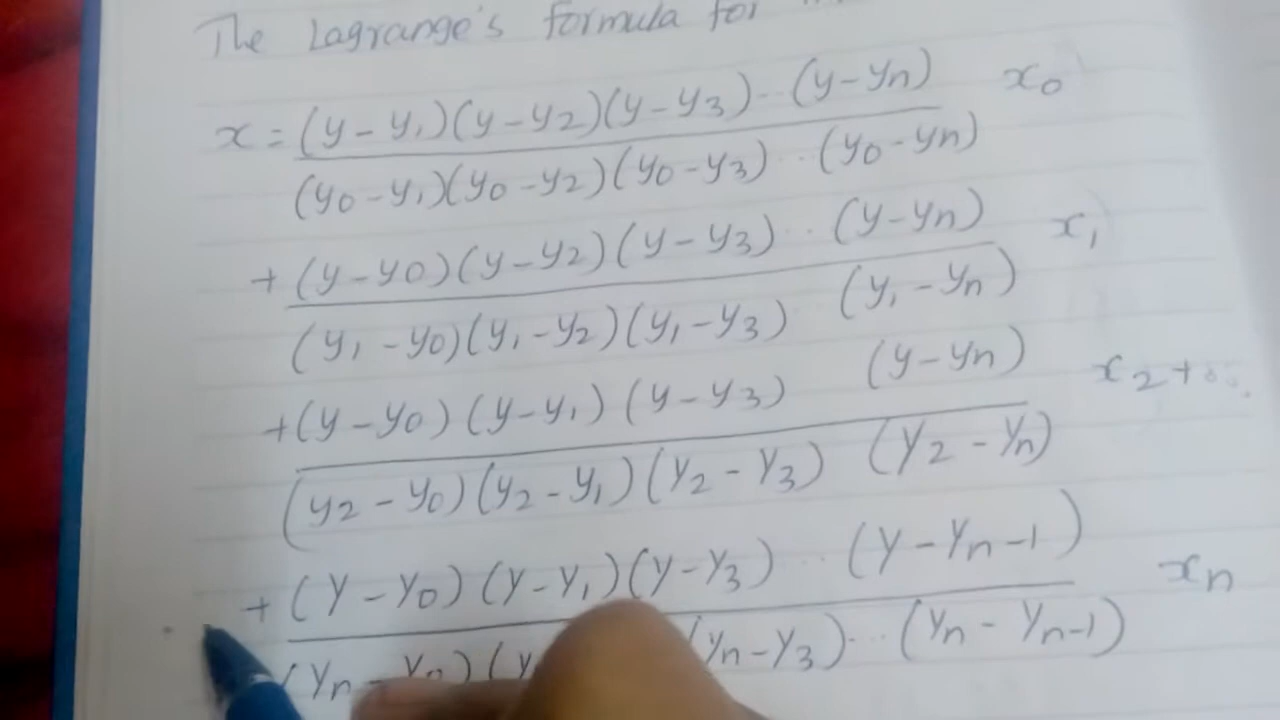 The Lagrange's formula for
x = (y - y₁)(y - y₂)(y - y₃) ·· (y - yn) x₀
(y₀ - y₁)(y₀ - y₂)(y₀ - y₃) ·· (y₀ - yn)
+ (y - y₀)(y - y₂)(y - y₃) ·· (y - yn) x₁
(y₁ - y₀)(y₁ - y₂)(y₁ - y₃) (y₁ - yn)
+ (y - y₀)(y - y₁)(y - y₃) (y - yn) x₂ + ...
(y₂ - y₀)(y₂ - y₁)(y₂ - y₃) (y₂ - yn)
+ (y - y₀)(y - y₁)(y - y₃) ·· (y - yn-1) xn
(yn - y₀)(y yn - y₃) ··· (yn - yn-1)